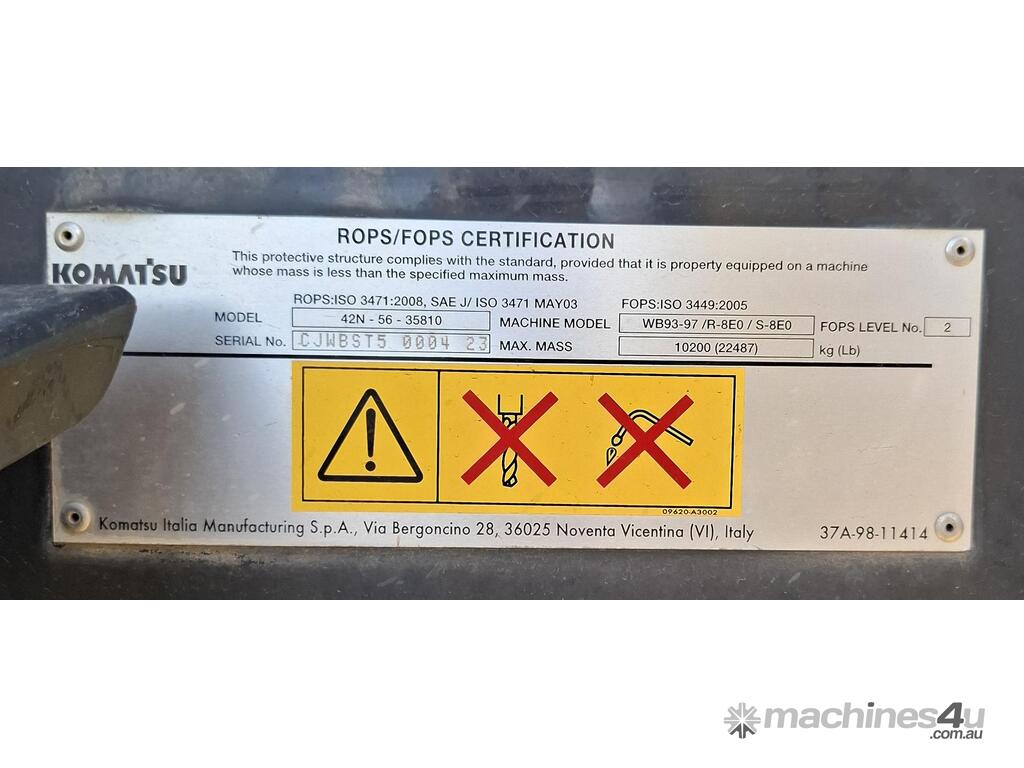 ROPS/FOPS CERTIFICATION
KOMATSU
This protective structure complies with the standard, provided that it is property equipped on a machine
whose mass is less than the specified maximum mass.
ROPS:ISO 3471:2008, SAE J/ ISO 3471 MAY03 FOPS:ISO 3449:2005
MODEL 42N - 56 - 35810 MACHINE MODEL WB93-97 /R-8E0 / S-8E0 FOPS LEVEL No. 2
SERIAL No. CJWBST5 0004 23 MAX. MASS 10200 (22487) kg (Lb)
09620-A3002
Komatsu Italia Manufacturing S.p.A., Via Bergoncino 28, 36025 Noventa Vicentina (VI), Italy 37A-98-11414
machines4u
.com.au